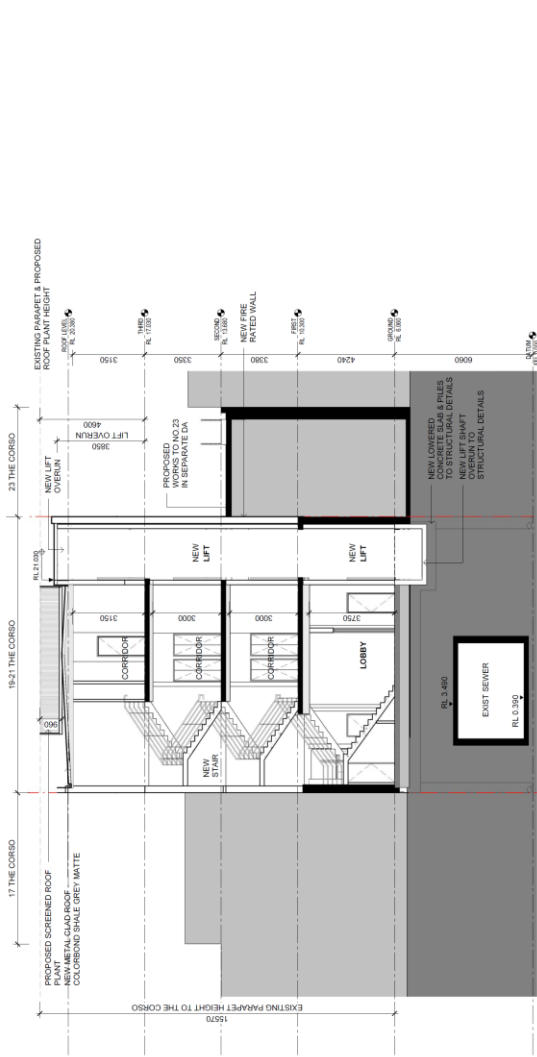 17 THE CORSO
19-21 THE CORSO
23 THE CORSO
EXISTING PARAPET & PROPOSED
ROOF PLANT HEIGHT
PROPOSED SCREENED ROOF
PLANT
NEW METAL CLAD ROOF
COLORBOND SHALE GREY MATTE
960
RL 21.030
NEW LIFT
OVERUN
3850
LIFT OVERUN
4600
ROOF LEVEL
RL 20.380
3150
THIRD
RL 17.030
3350
SECOND
RL 13.680
3380
FIRST
RL 10.300
4240
GROUND
RL 6.060
6060
DATUM
PROPOSED
WORKS TO NO.23
IN SEPARATE DA
NEW FIRE
RATED WALL
3150
CORRIDOR
3000
CORRIDOR
3000
CORRIDOR
3750
LOBBY
NEW
LIFT
NEW
LIFT
NEW
STAIR
NEW LOWERED
CONCRETE SLAB & PILES
TO STRUCTURAL DETAILS
NEW LIFT SHAFT
OVERUN TO
STRUCTURAL DETAILS
RL 3.490
EXIST SEWER
RL 0.390
15570
EXISTING PARAPET HEIGHT TO THE CORSO